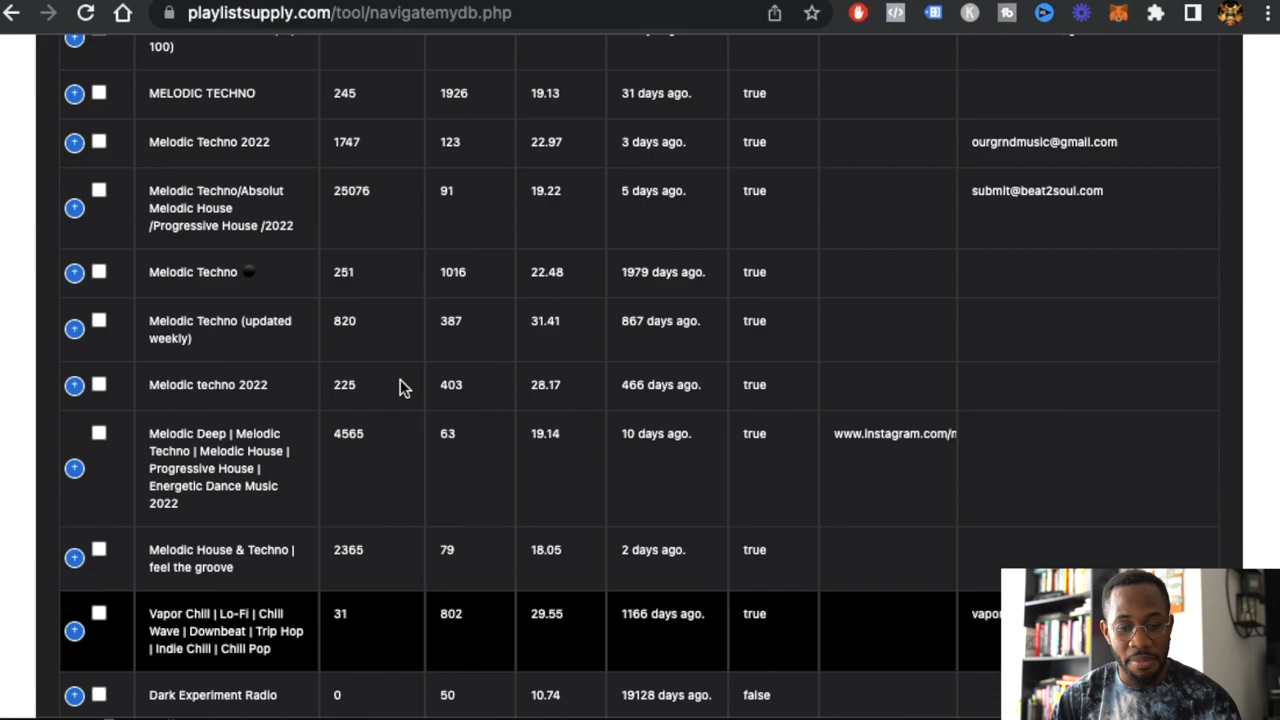 playlistsupply.com/tool/navigatemydb.php
100)
MELODIC TECHNO 245 1926 19.13 31 days ago. true
Melodic Techno 2022 1747 123 22.97 3 days ago. true ourgrndmusic@gmail.com
Melodic Techno/Absolut 25076 91 19.22 5 days ago. true submit@beat2soul.com
Melodic House
/Progressive House /2022
Melodic Techno 251 1016 22.48 1979 days ago. true
Melodic Techno (updated 820 387 31.41 867 days ago. true
weekly)
Melodic techno 2022 225 403 28.17 466 days ago. true
Melodic Deep | Melodic 4565 63 19.14 10 days ago. true www.instagram.com/n
Techno | Melodic House |
Progressive House |
Energetic Dance Music
2022
Melodic House & Techno | 2365 79 18.05 2 days ago. true
feel the groove
Vapor Chill | Lo-Fi | Chill 31 802 29.55 1166 days ago. true vapor
Wave | Downbeat | Trip Hop
| Indie Chill | Chill Pop
Dark Experiment Radio 0 50 10.74 19128 days ago. false